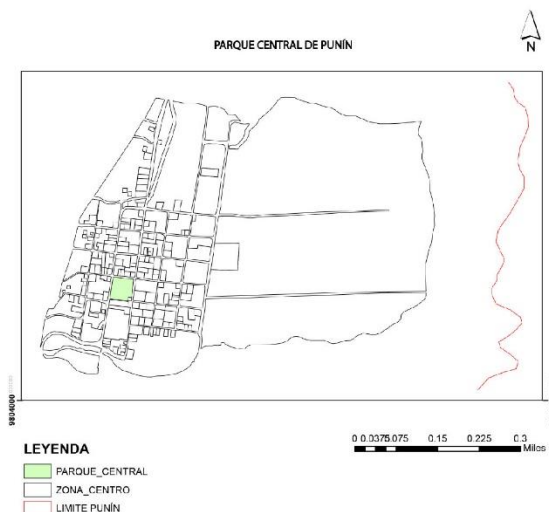 N
PARQUE CENTRAL DE PUNÍN
9804000
LEYENDA
PARQUE_CENTRAL
ZONA_CENTRO
LIMITE PUNÍN
0 0.0375 0.075 0.15 0.225 0.3
Miles